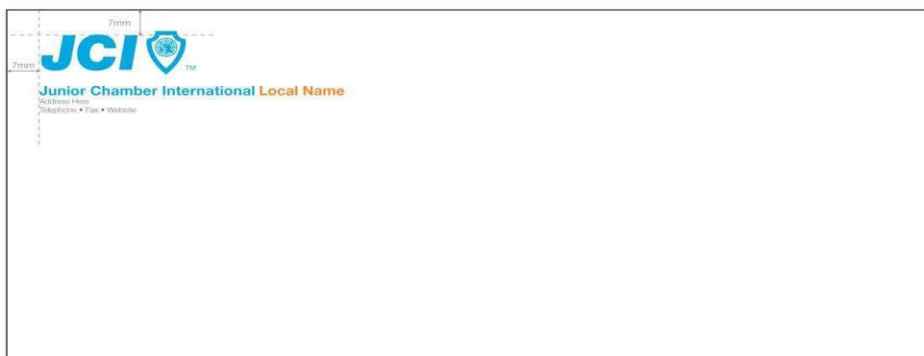 7mm
7mm
JCI
TM
Junior Chamber International Local Name
Address Here
Telephone • Fax • Website